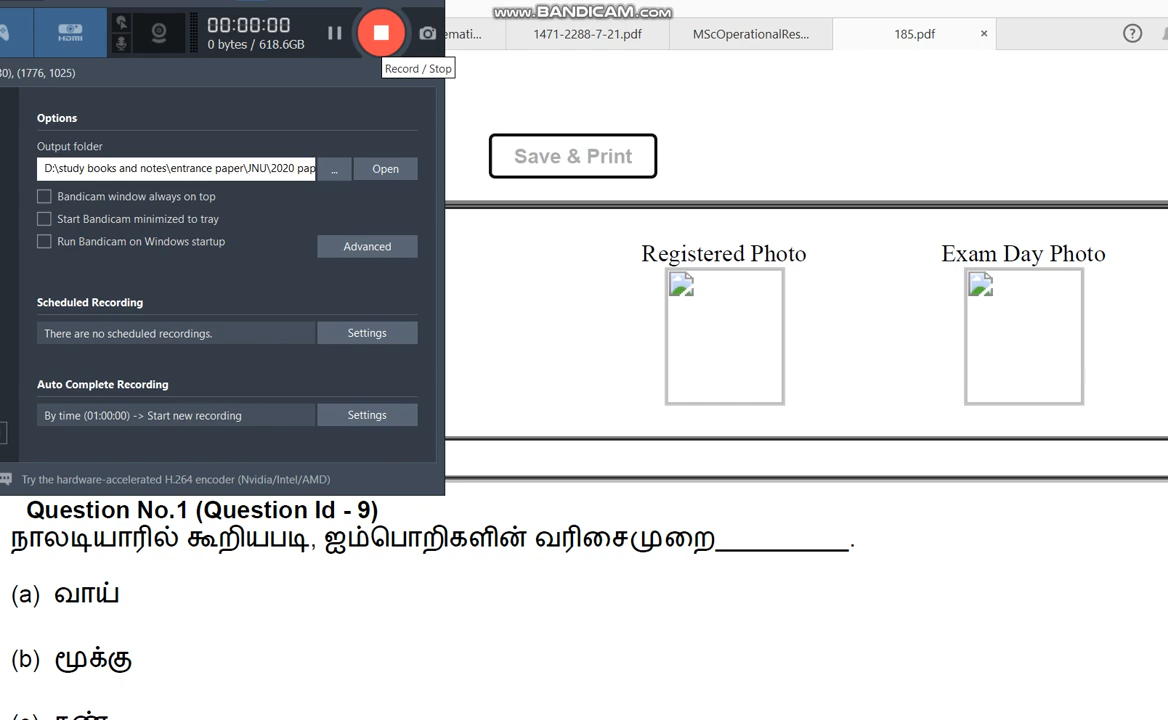 www.BANDICAM.com
HDMI
00:00:00
0 bytes / 618.6GB
1471-2288-7-21.pdf
MScOperationalRes...
185.pdf
×
?
Record / Stop
(1776, 1025)
Options
Output folder
D:\study books and notes\entrance paper\JNU\2020 pap
...
Open
Bandicam window always on top
Start Bandicam minimized to tray
Run Bandicam on Windows startup
Advanced
Scheduled Recording
There are no scheduled recordings.
Settings
Auto Complete Recording
By time (01:00:00) -> Start new recording
Settings
Try the hardware-accelerated H.264 encoder (Nvidia/Intel/AMD)
Save & Print
Registered Photo
Exam Day Photo
Question No.1 (Question Id - 9)
நாலடியாரில் கூறியபடி, ஐம்பொறிகளின் வரிசைமுறை__________.
(a) வாய்
(b) மூக்கு